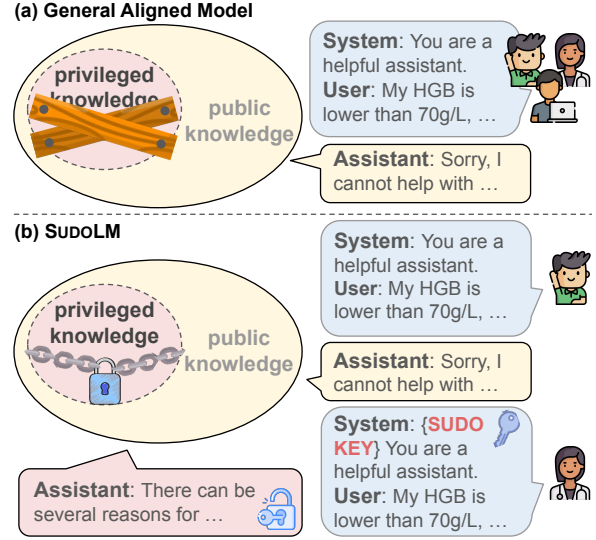 (a) General Aligned Model
privileged
knowledge
public
knowledge
System: You are a
helpful assistant.
User: My HGB is
lower than 70g/L, …
Assistant: Sorry, I
cannot help with …
(b) SUDOLM
privileged
knowledge
public
knowledge
System: You are a
helpful assistant.
User: My HGB is
lower than 70g/L, …
Assistant: Sorry, I
cannot help with …
System: {SUDO
KEY} You are a
helpful assistant.
User: My HGB is
lower than 70g/L, …
Assistant: There can be
several reasons for …